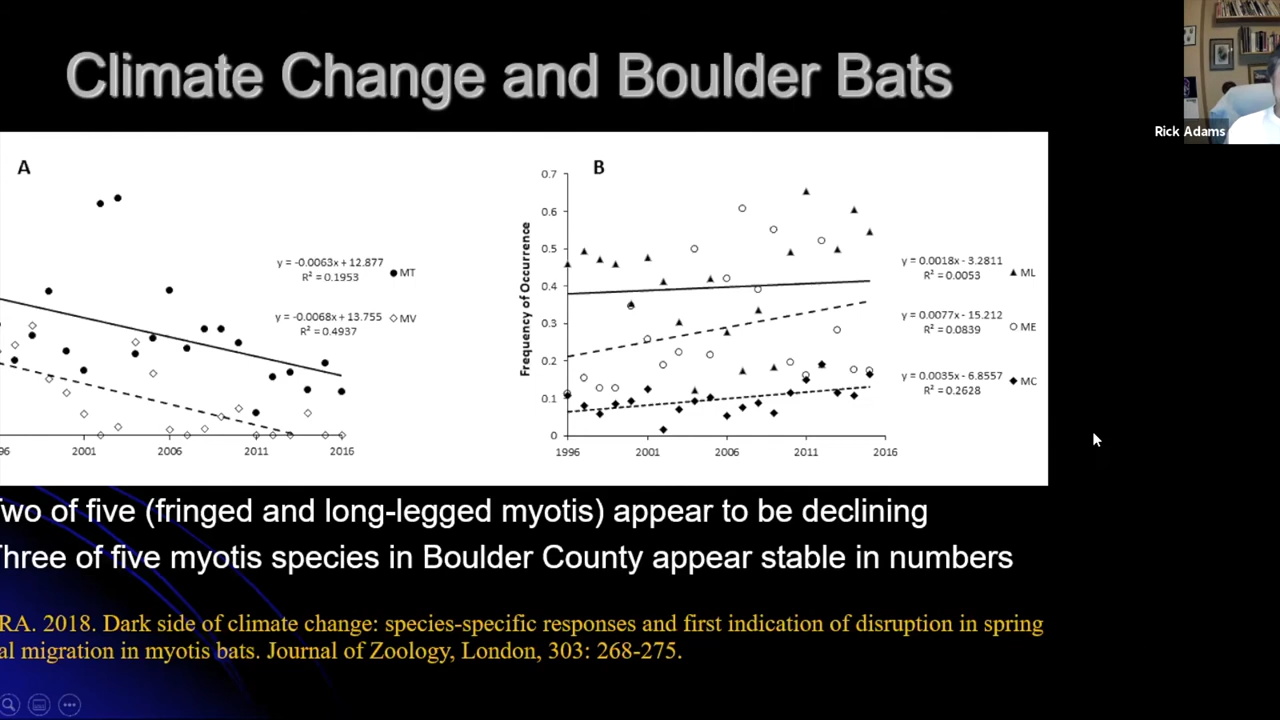 Climate Change and Boulder Bats
Rick Adams
A
y = -0.0063x + 12.877
R² = 0.1953
MT
y = -0.0068x + 13.755
R² = 0.4937
MV
96 2001 2006 2011 2016
B
Frequency of Occurrence
0.7
0.6
0.5
0.4
0.3
0.2
0.1
0
1996 2001 2006 2011 2016
y = 0.0018x - 3.2811
R² = 0.0053
ML
y = 0.0077x - 15.212
R² = 0.0839
ME
y = 0.0035x - 6.8557
R² = 0.2628
MC
wo of five (fringed and long-legged myotis) appear to be declining
hree of five myotis species in Boulder County appear stable in numbers
RA. 2018. Dark side of climate change: species-specific responses and first indication of disruption in spring
al migration in myotis bats. Journal of Zoology, London, 303: 268-275.